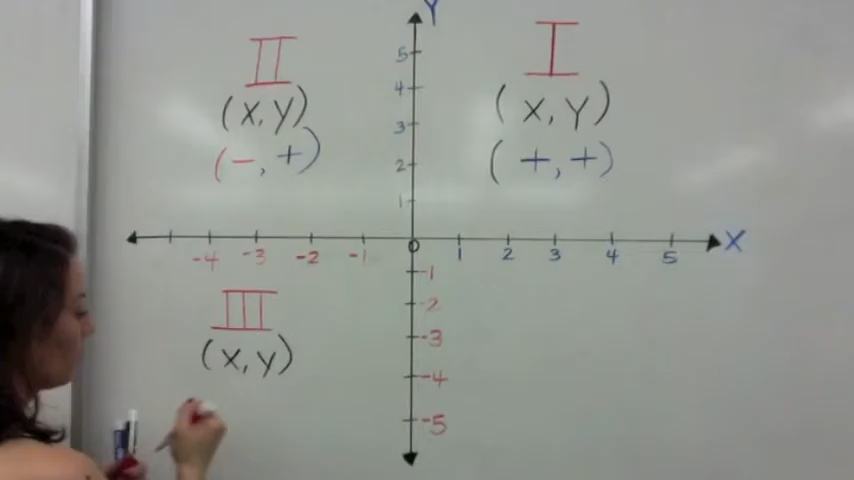 Y
II
(X, Y)
(-, +)
I
(X, Y)
(+, +)
5
4
3
2
1
-4 -3 -2 -1 0 1 2 3 4 5 X
-1
-2
-3
-4
-5
III
(X, Y)